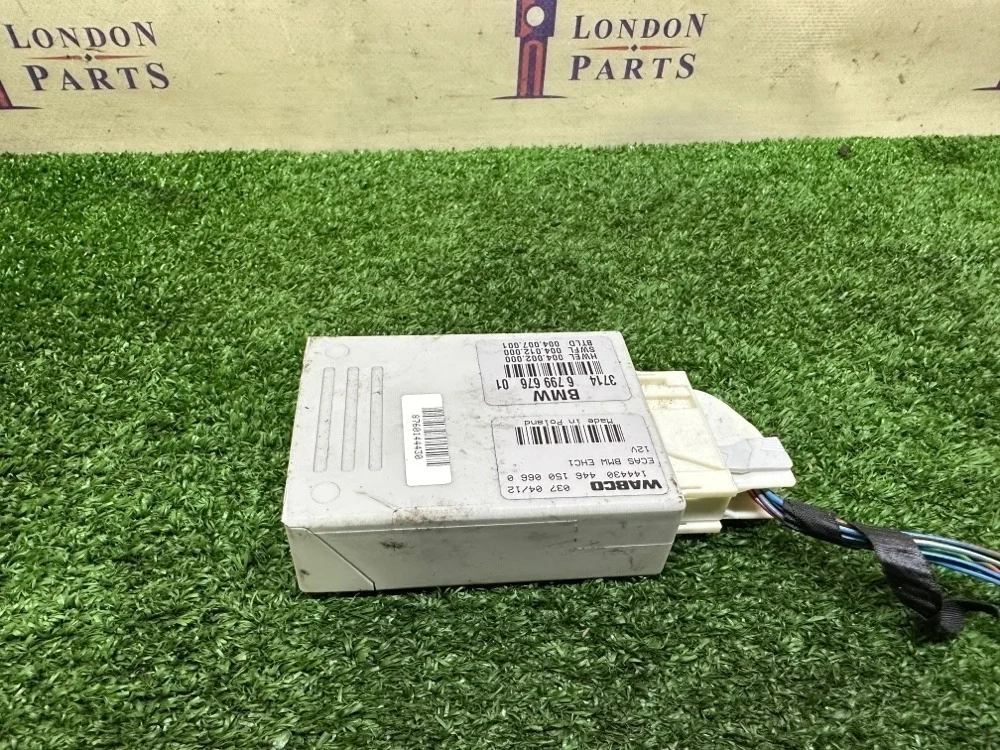 LONDON
PARTS
LONDON
PARTS
BMW
3714 6 799 676 01
HWEL 004.002.000
SWFL 004.012.000
BTLD 004.007.001
WABCO 037 04/12
144430 446 150 066 0
ECAS BMW EHC1
12V
Made in Poland
8760144430